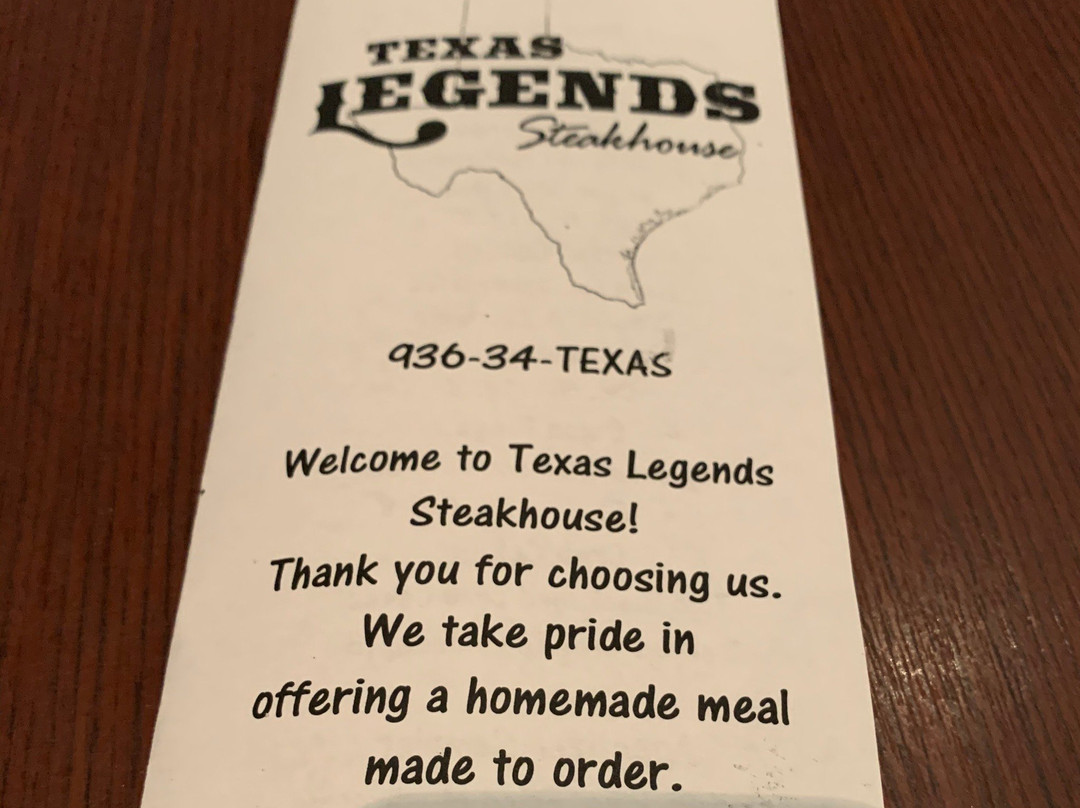 TEXAS
LEGENDS
Steakhouse
936-34-TEXAS
Welcome to Texas Legends
Steakhouse!
Thank you for choosing us.
We take pride in
offering a homemade meal
made to order.